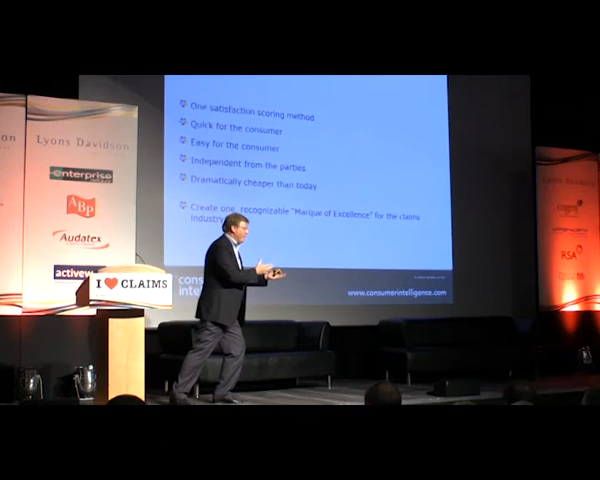 One satisfaction scoring method
Quick for the consumer
Easy for the consumer
Independent from the parties
Dramatically cheaper than today
Create one, recognizable "Marque of Excellence" for the claims
industry
www.consumerintelligence.com
Lyons Davidson
enterprise
ABP
Audatex
I ♥ CLAIMS
RSA